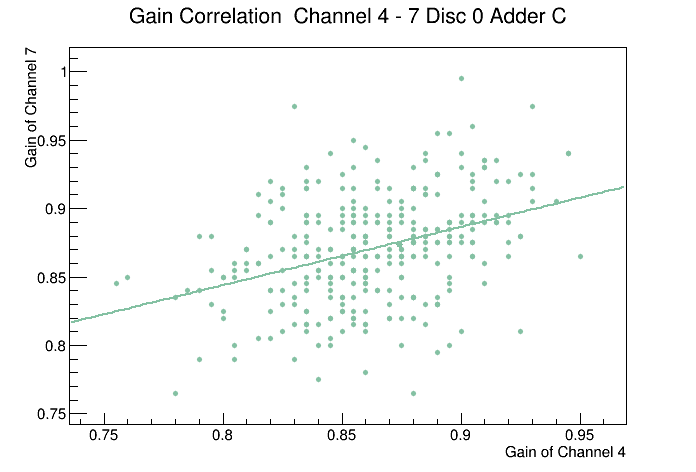 Gain Correlation  Channel 4 - 7 Disc 0 Adder C
Gain of Channel 7
1
0.95
0.9
0.85
0.8
0.75
0.75 0.8 0.85 0.9 0.95
Gain of Channel 4